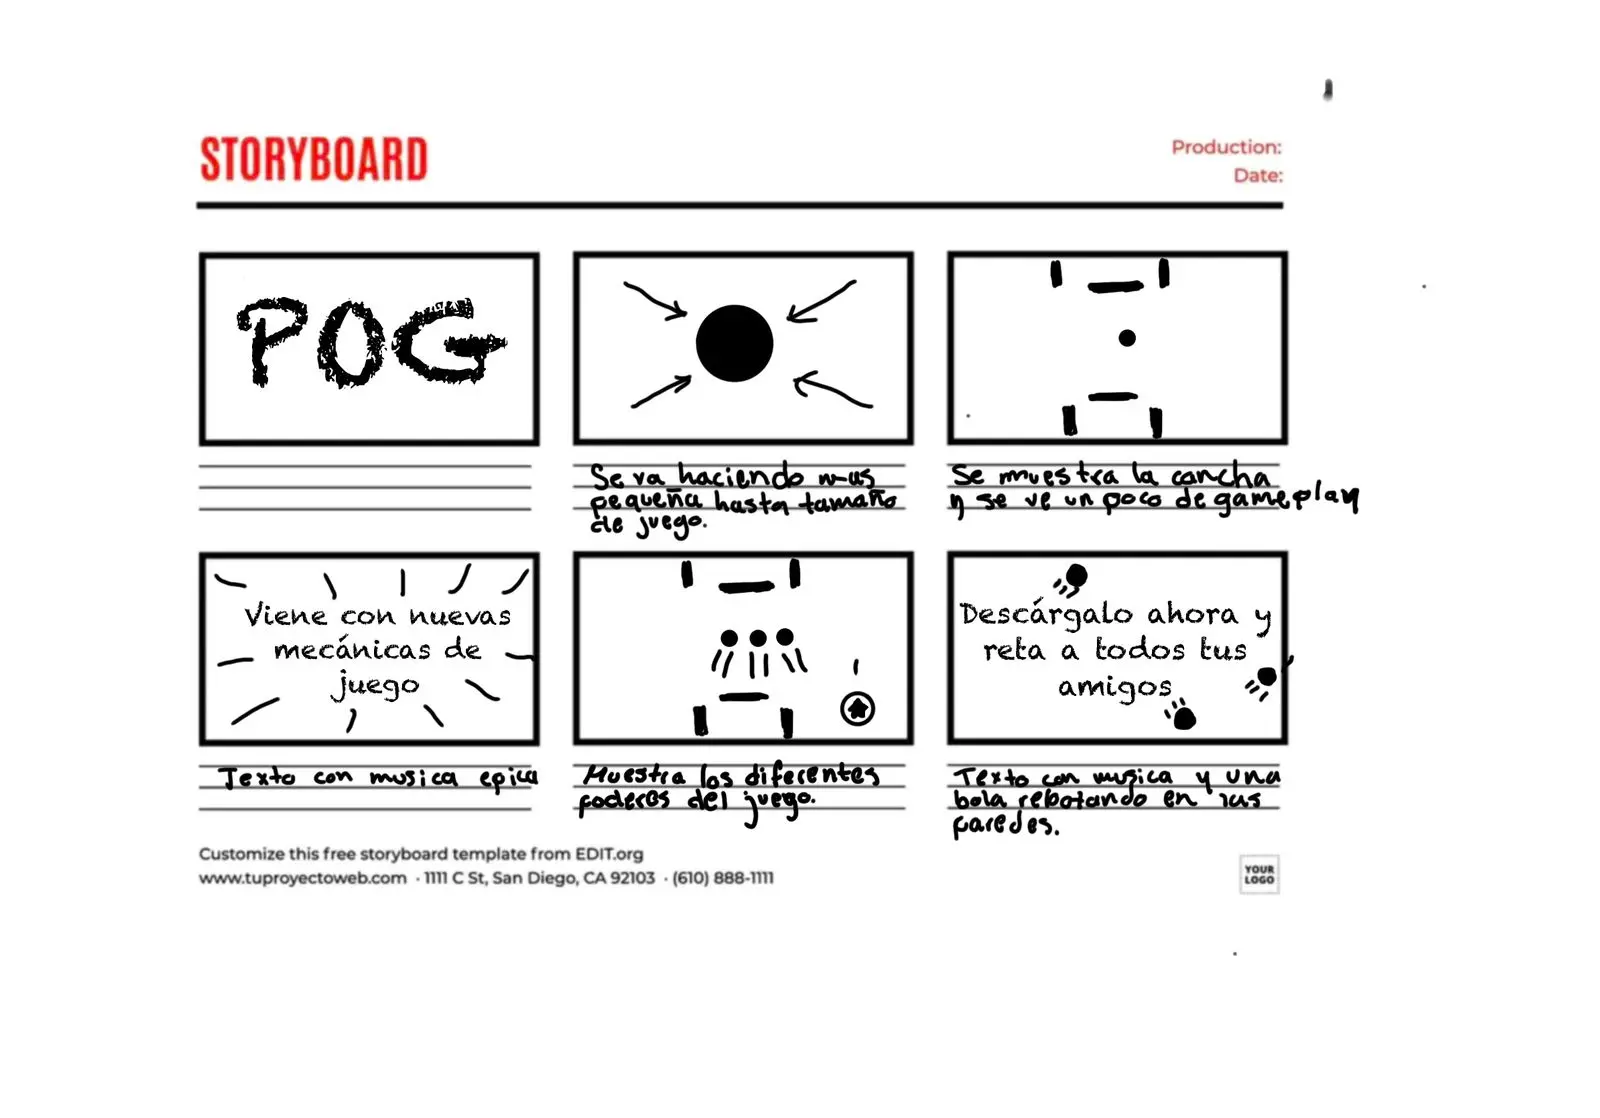 STORYBOARD
Production:
Date:
POG
Se va haciendo mas
pequeña hasta tamaño
de juego.
Se muestra la cancha
y se ve un poco de gameplay
Viene con nuevas
mecánicas de
juego
Texto con musica epica
Muestra los diferentes
poderes del juego.
Descárgalo ahora y
reta a todos tus
amigos
Texto con musica y una
bola rebotando en las
paredes.
Customize this free storyboard template from EDIT.org
www.tuproyectoweb.com · 1111 C St, San Diego, CA 92103 · (610) 888-1111
YOUR
LOGO